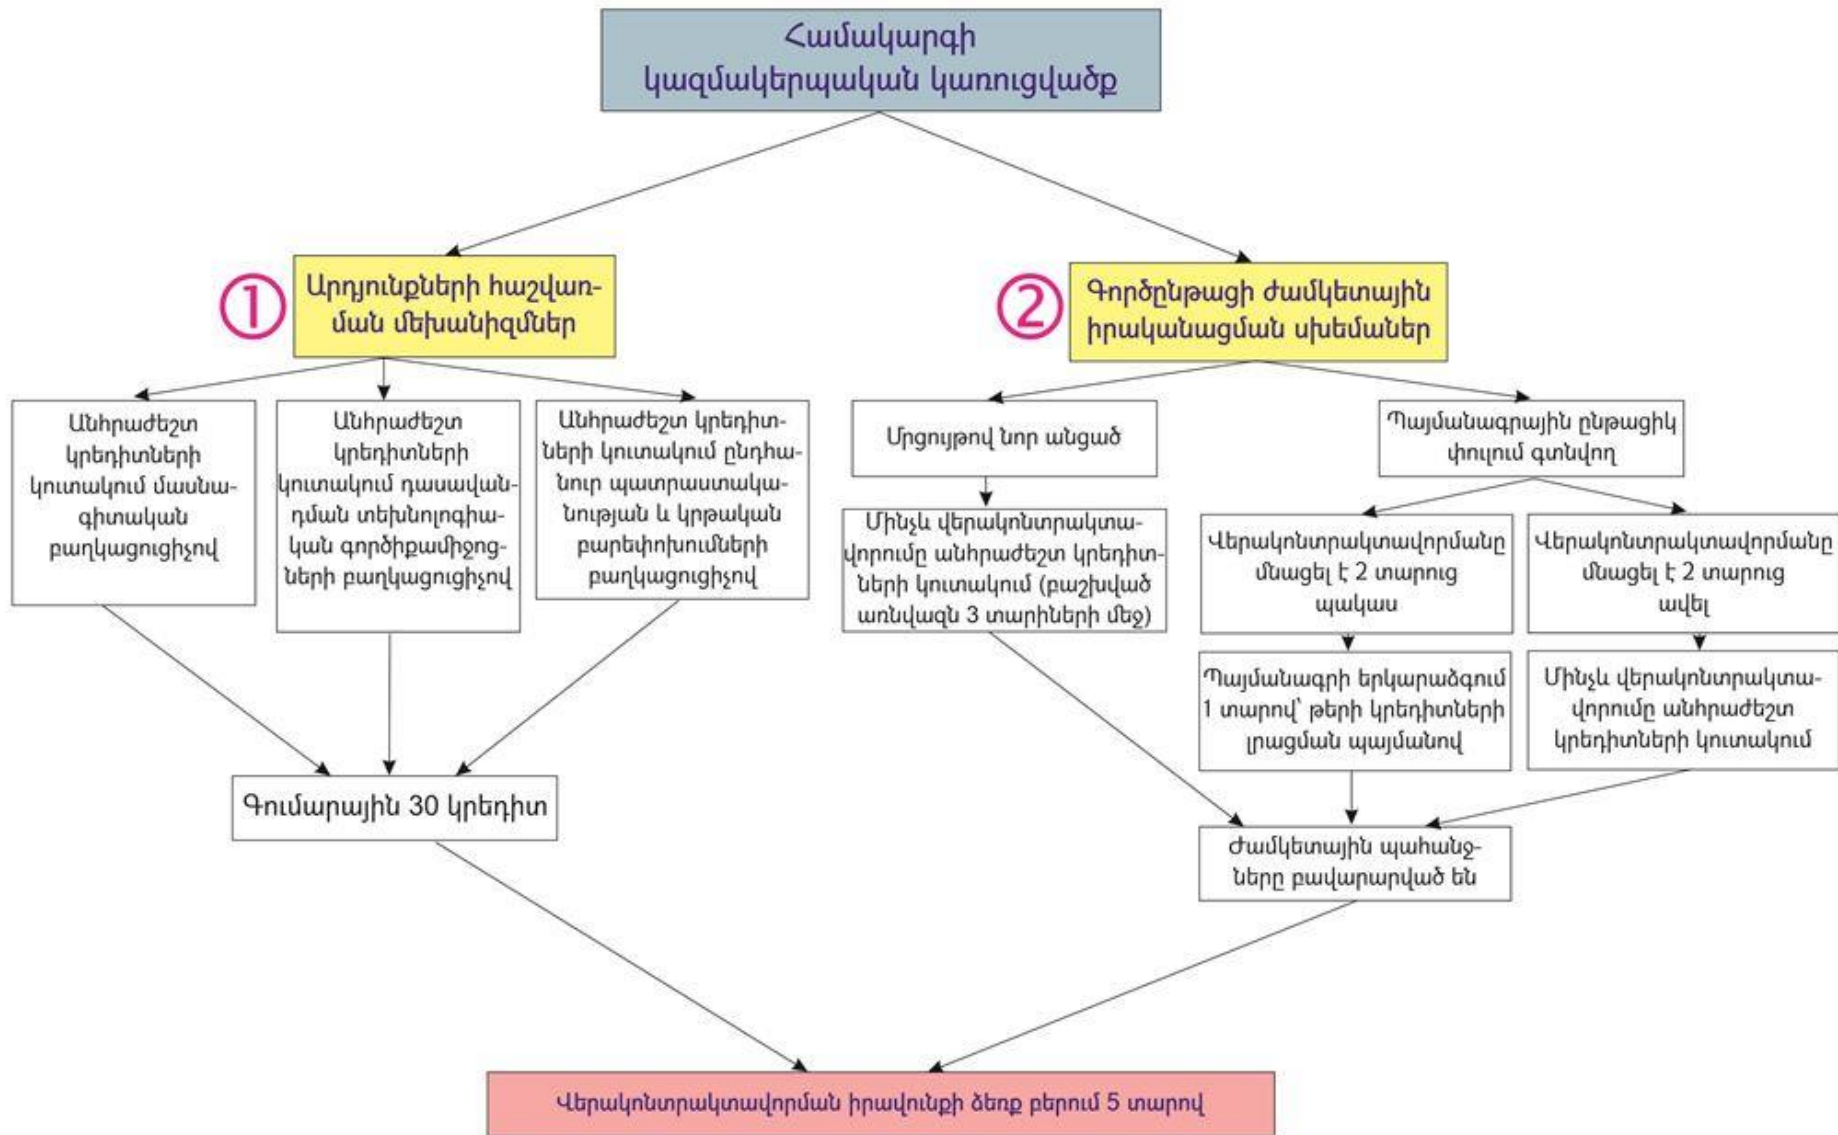 Համակարգի
կազմակերպական կառուցվածք
①
Արդյունքների հաշվառ-
ման մեխանիզմներ
②
Գործընթացի ժամկետային
իրականացման սխեմաներ
Անհրաժեշտ
կրեդիտների
կուտակում մասնա-
գիտական
բաղկացուցիչով
Անհրաժեշտ
կրեդիտների
կուտակում դասավան-
դման տեխնոլոգիա-
կան գործիքամիջոց-
ների բաղկացուցիչով
Անհրաժեշտ կրեդիտ-
ների կուտակում ընդհա-
նուր պատրաստակա-
նության և կրթական
բարեփոխումների
բաղկացուցիչով
Մրցույթով նոր անցած
Պայմանագրային ընթացիկ
փուլում գտնվող
Մինչև վերակոնտրակտա-
վորումը անհրաժեշտ կրեդիտ-
ների կուտակում (բաշխված
առնվազն 3 տարիների մեջ)
Վերակոնտրակտավորմանը
մնացել է 2 տարուց
պակաս
Վերակոնտրակտավորմանը
մնացել է 2 տարուց
ավել
Պայմանագրի երկարաձգում
1 տարով՝ թերի կրեդիտների
լրացման պայմանով
Մինչև վերակոնտրակտա-
վորումը անհրաժեշտ
կրեդիտների կուտակում
Գումարային 30 կրեդիտ
Ժամկետային պահանջ-
ները բավարարված են
Վերակոնտրակտավորման իրավունքի ձեռք բերում 5 տարով